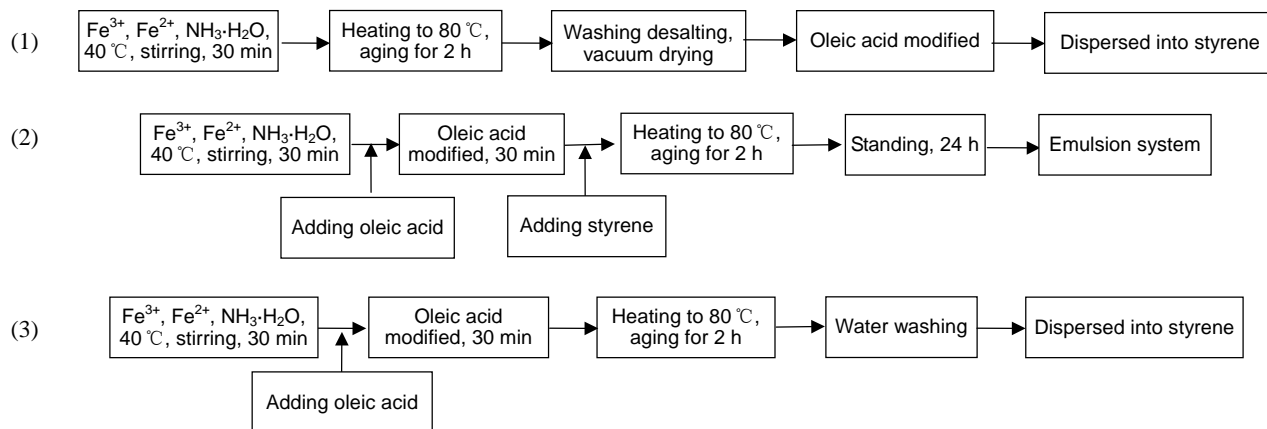 (1)
Fe³⁺, Fe²⁺, NH₃·H₂O,
40 ℃, stirring, 30 min
Heating to 80 ℃,
aging for 2 h
Washing desalting,
vacuum drying
Oleic acid modified
Dispersed into styrene
(2)
Fe³⁺, Fe²⁺, NH₃·H₂O,
40 ℃, stirring, 30 min
Oleic acid
modified, 30 min
Heating to 80 ℃,
aging for 2 h
Standing, 24 h
Emulsion system
Adding oleic acid
Adding styrene
(3)
Fe³⁺, Fe²⁺, NH₃·H₂O,
40 ℃, stirring, 30 min
Oleic acid
modified, 30 min
Heating to 80 ℃,
aging for 2 h
Water washing
Dispersed into styrene
Adding oleic acid